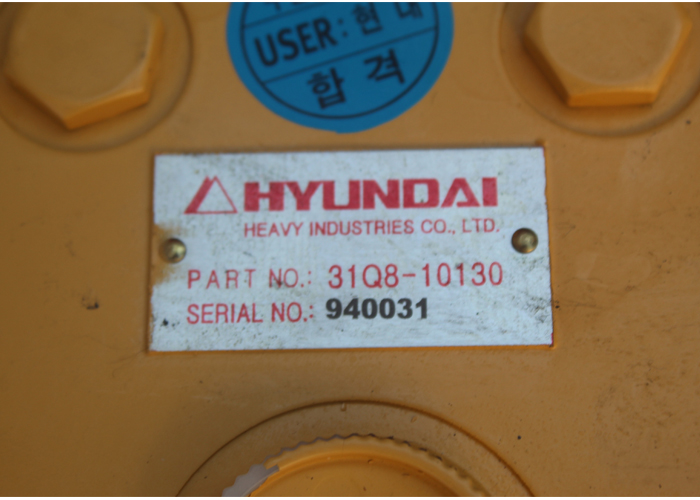 USER: 현대
합격
HYUNDAI
HEAVY INDUSTRIES CO., LTD.
PART NO.: 31Q8-10130
SERIAL NO.: 940031